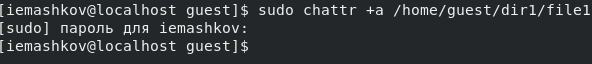 [iemashkov@localhost guest]$ sudo chattr +a /home/guest/dir1/file1
[sudo] пароль для iemashkov:
[iemashkov@localhost guest]$